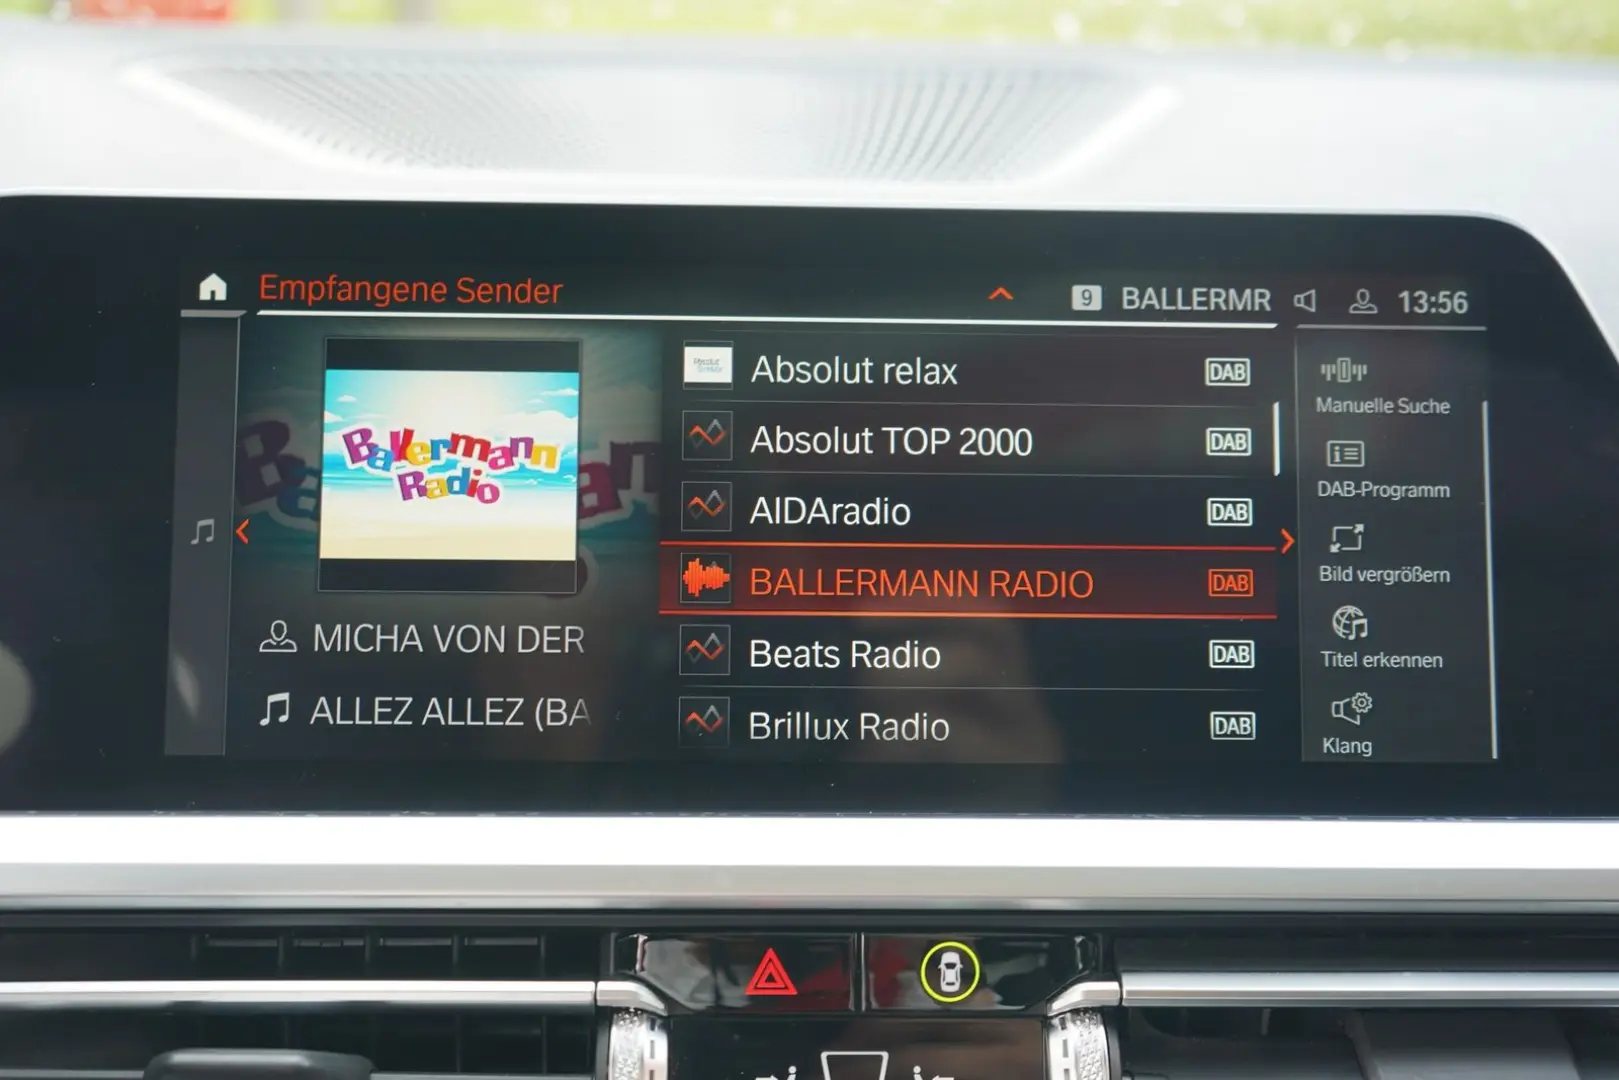 Empfangene Sender
9 BALLERMR 13:56
Ballermann
Radio
MICHA VON DER
ALLEZ ALLEZ (BA
Absolut relax DAB
Absolut TOP 2000 DAB
AIDAradio DAB
BALLERMANN RADIO DAB
Beats Radio DAB
Brillux Radio DAB
Manuelle Suche
DAB-Programm
Bild vergrößern
Titel erkennen
Klang